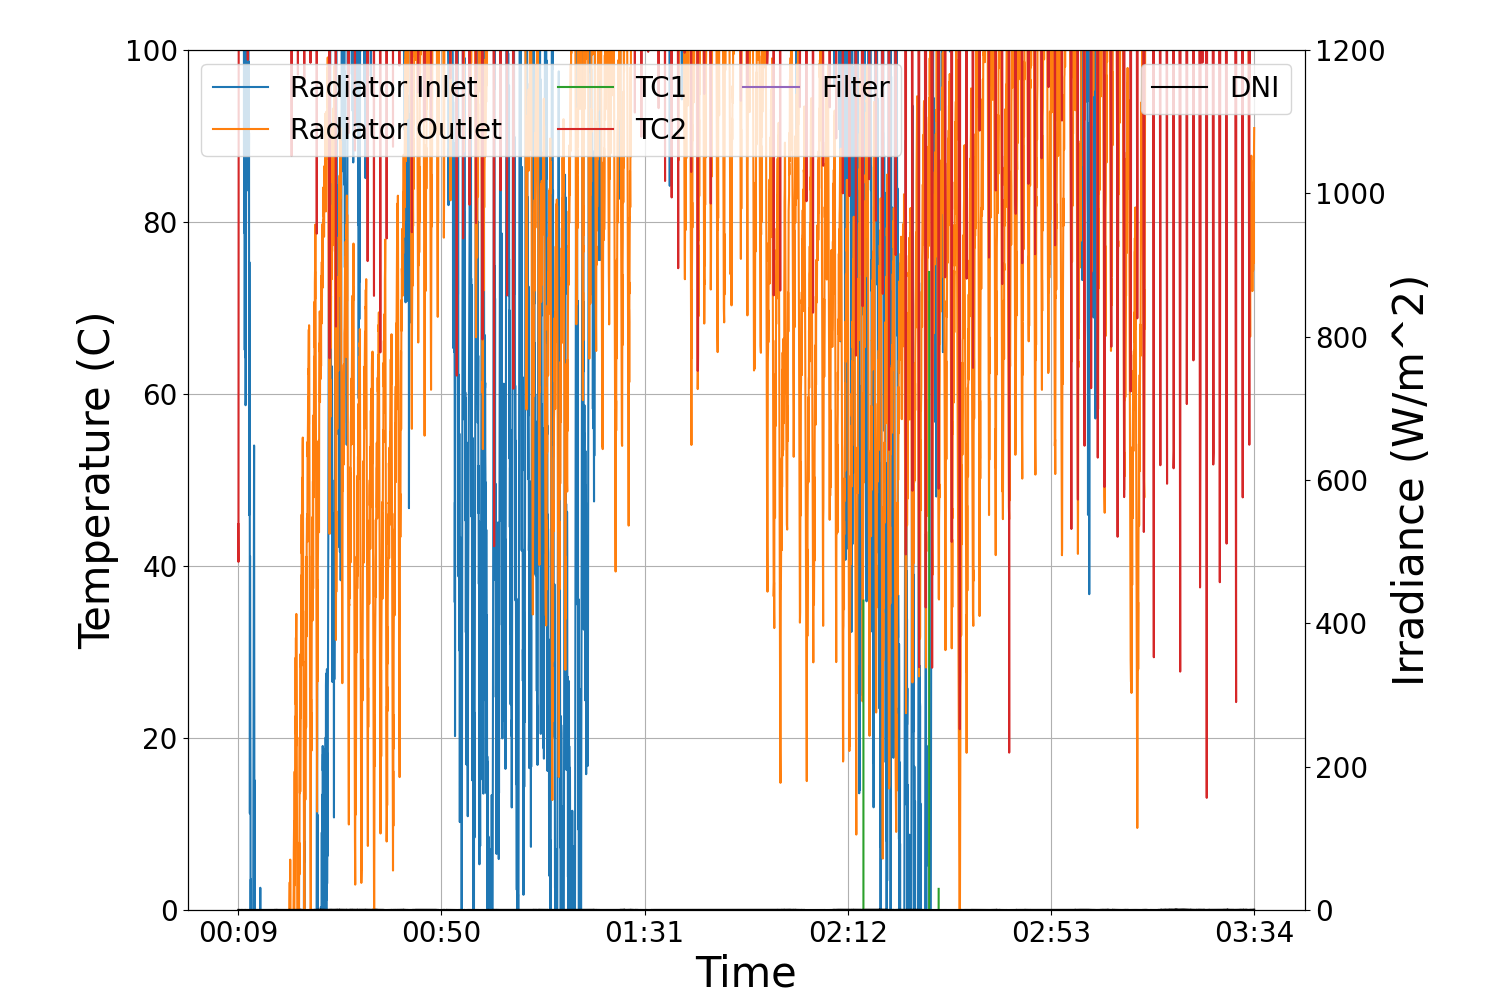 100
80
60
40
20
0
Temperature (C)
Radiator Inlet
Radiator Outlet
TC1
TC2
Filter
DNI
1200
1000
800
600
400
200
0
Irradiance (W/m^2)
00:09
00:50
01:31
02:12
02:53
03:34
Time